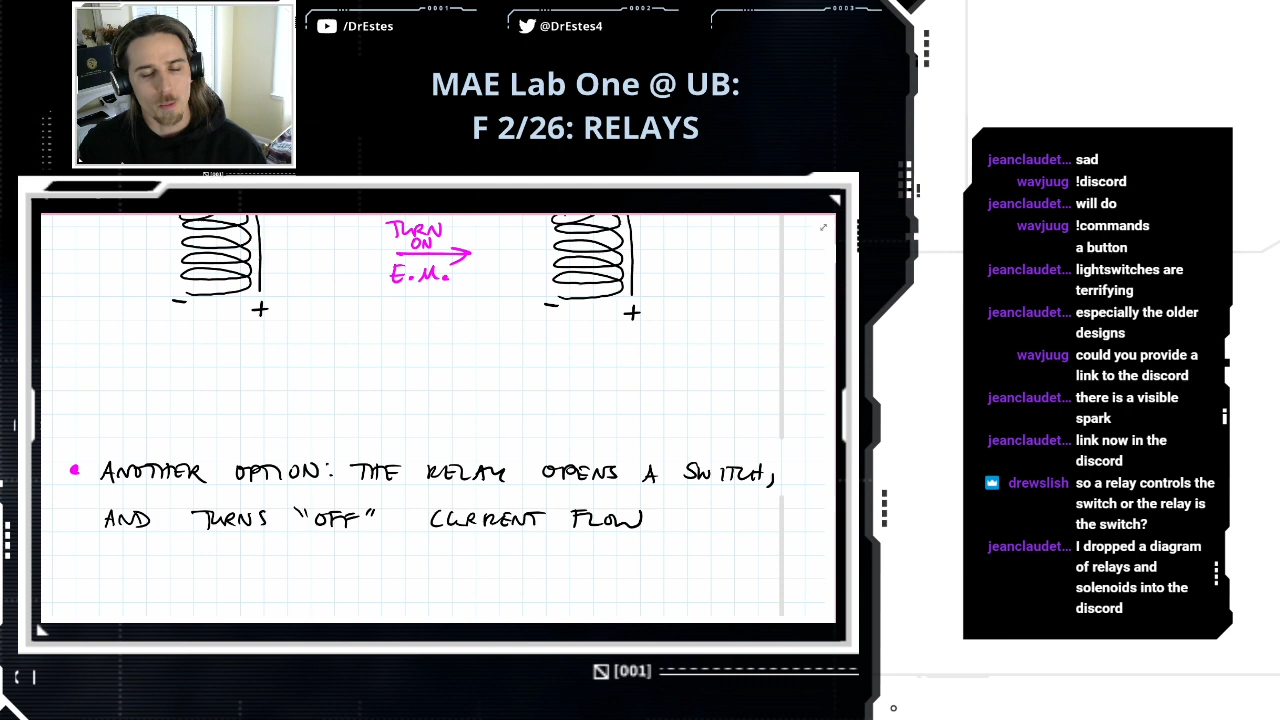 0001
0002
0003
/DrEstes
@DrEstes4
MAE Lab One @ UB:
F 2/26: RELAYS
[001]
TURN
ON
E.M.
- +
- +
• ANOTHER OPTION: THE RELAY OPENS A SWITCH,
AND TURNS "OFF" CURRENT FLOW
[001]
jeanclaudet... sad
wavjuug !discord
jeanclaudet... will do
wavjuug !commands
a button
jeanclaudet... lightswitches are
terrifying
jeanclaudet... especially the older
designs
wavjuug could you provide a
link to the discord
jeanclaudet... there is a visible
spark
jeanclaudet... link now in the
discord
drewslish so a relay controls the
switch or the relay is
the switch?
jeanclaudet... I dropped a diagram
of relays and
solenoids into the
discord